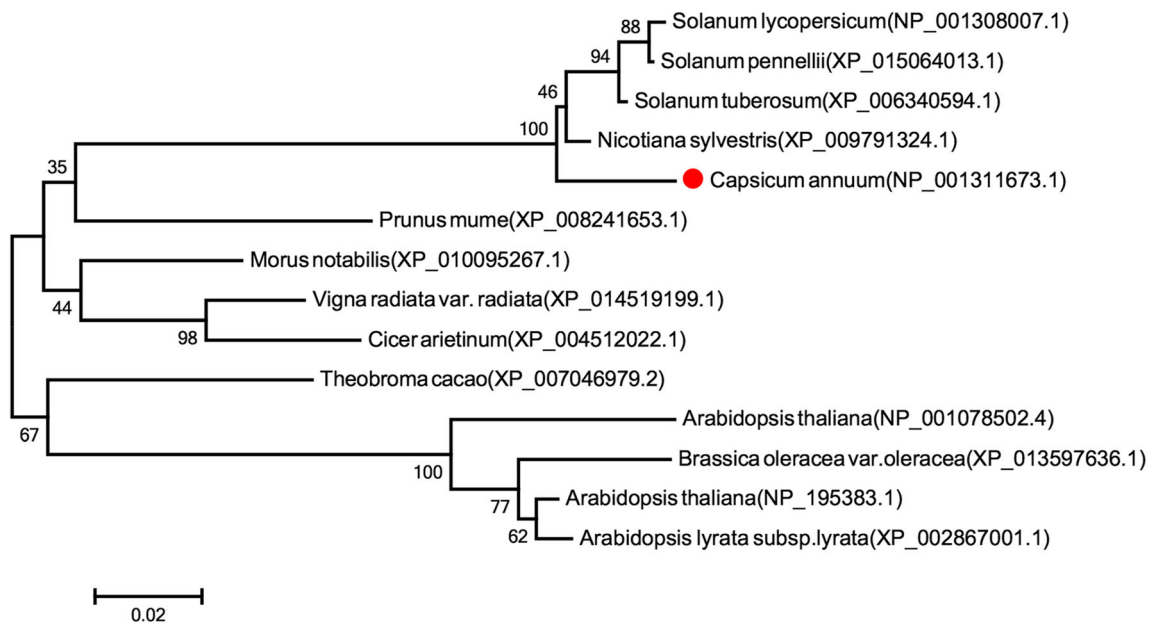 88
Solanum lycopersicum(NP_001308007.1)
94
Solanum pennellii(XP_015064013.1)
46
Solanum tuberosum(XP_006340594.1)
100
Nicotiana sylvestris(XP_009791324.1)
35
Capsicum annuum(NP_001311673.1)
Prunus mume(XP_008241653.1)
Morus notabilis(XP_010095267.1)
44
Vigna radiata var. radiata(XP_014519199.1)
98
Cicer arietinum(XP_004512022.1)
Theobroma cacao(XP_007046979.2)
67
Arabidopsis thaliana(NP_001078502.4)
100
Brassica oleracea var.oleracea(XP_013597636.1)
77
Arabidopsis thaliana(NP_195383.1)
62
Arabidopsis lyrata subsp.lyrata(XP_002867001.1)
0.02